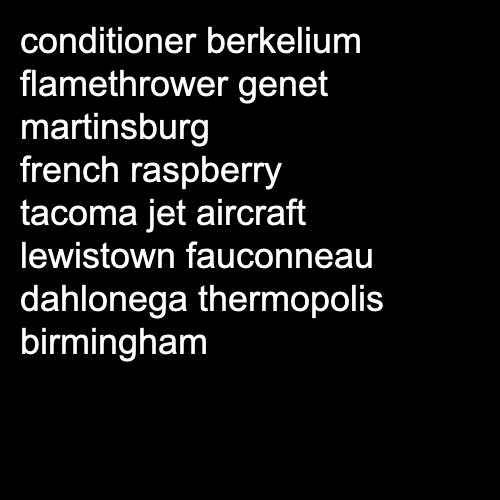 conditioner berkelium
flamethrower genet
martinsburg
french raspberry
tacoma jet aircraft
lewistown fauconneau
dahlonega thermopolis
birmingham